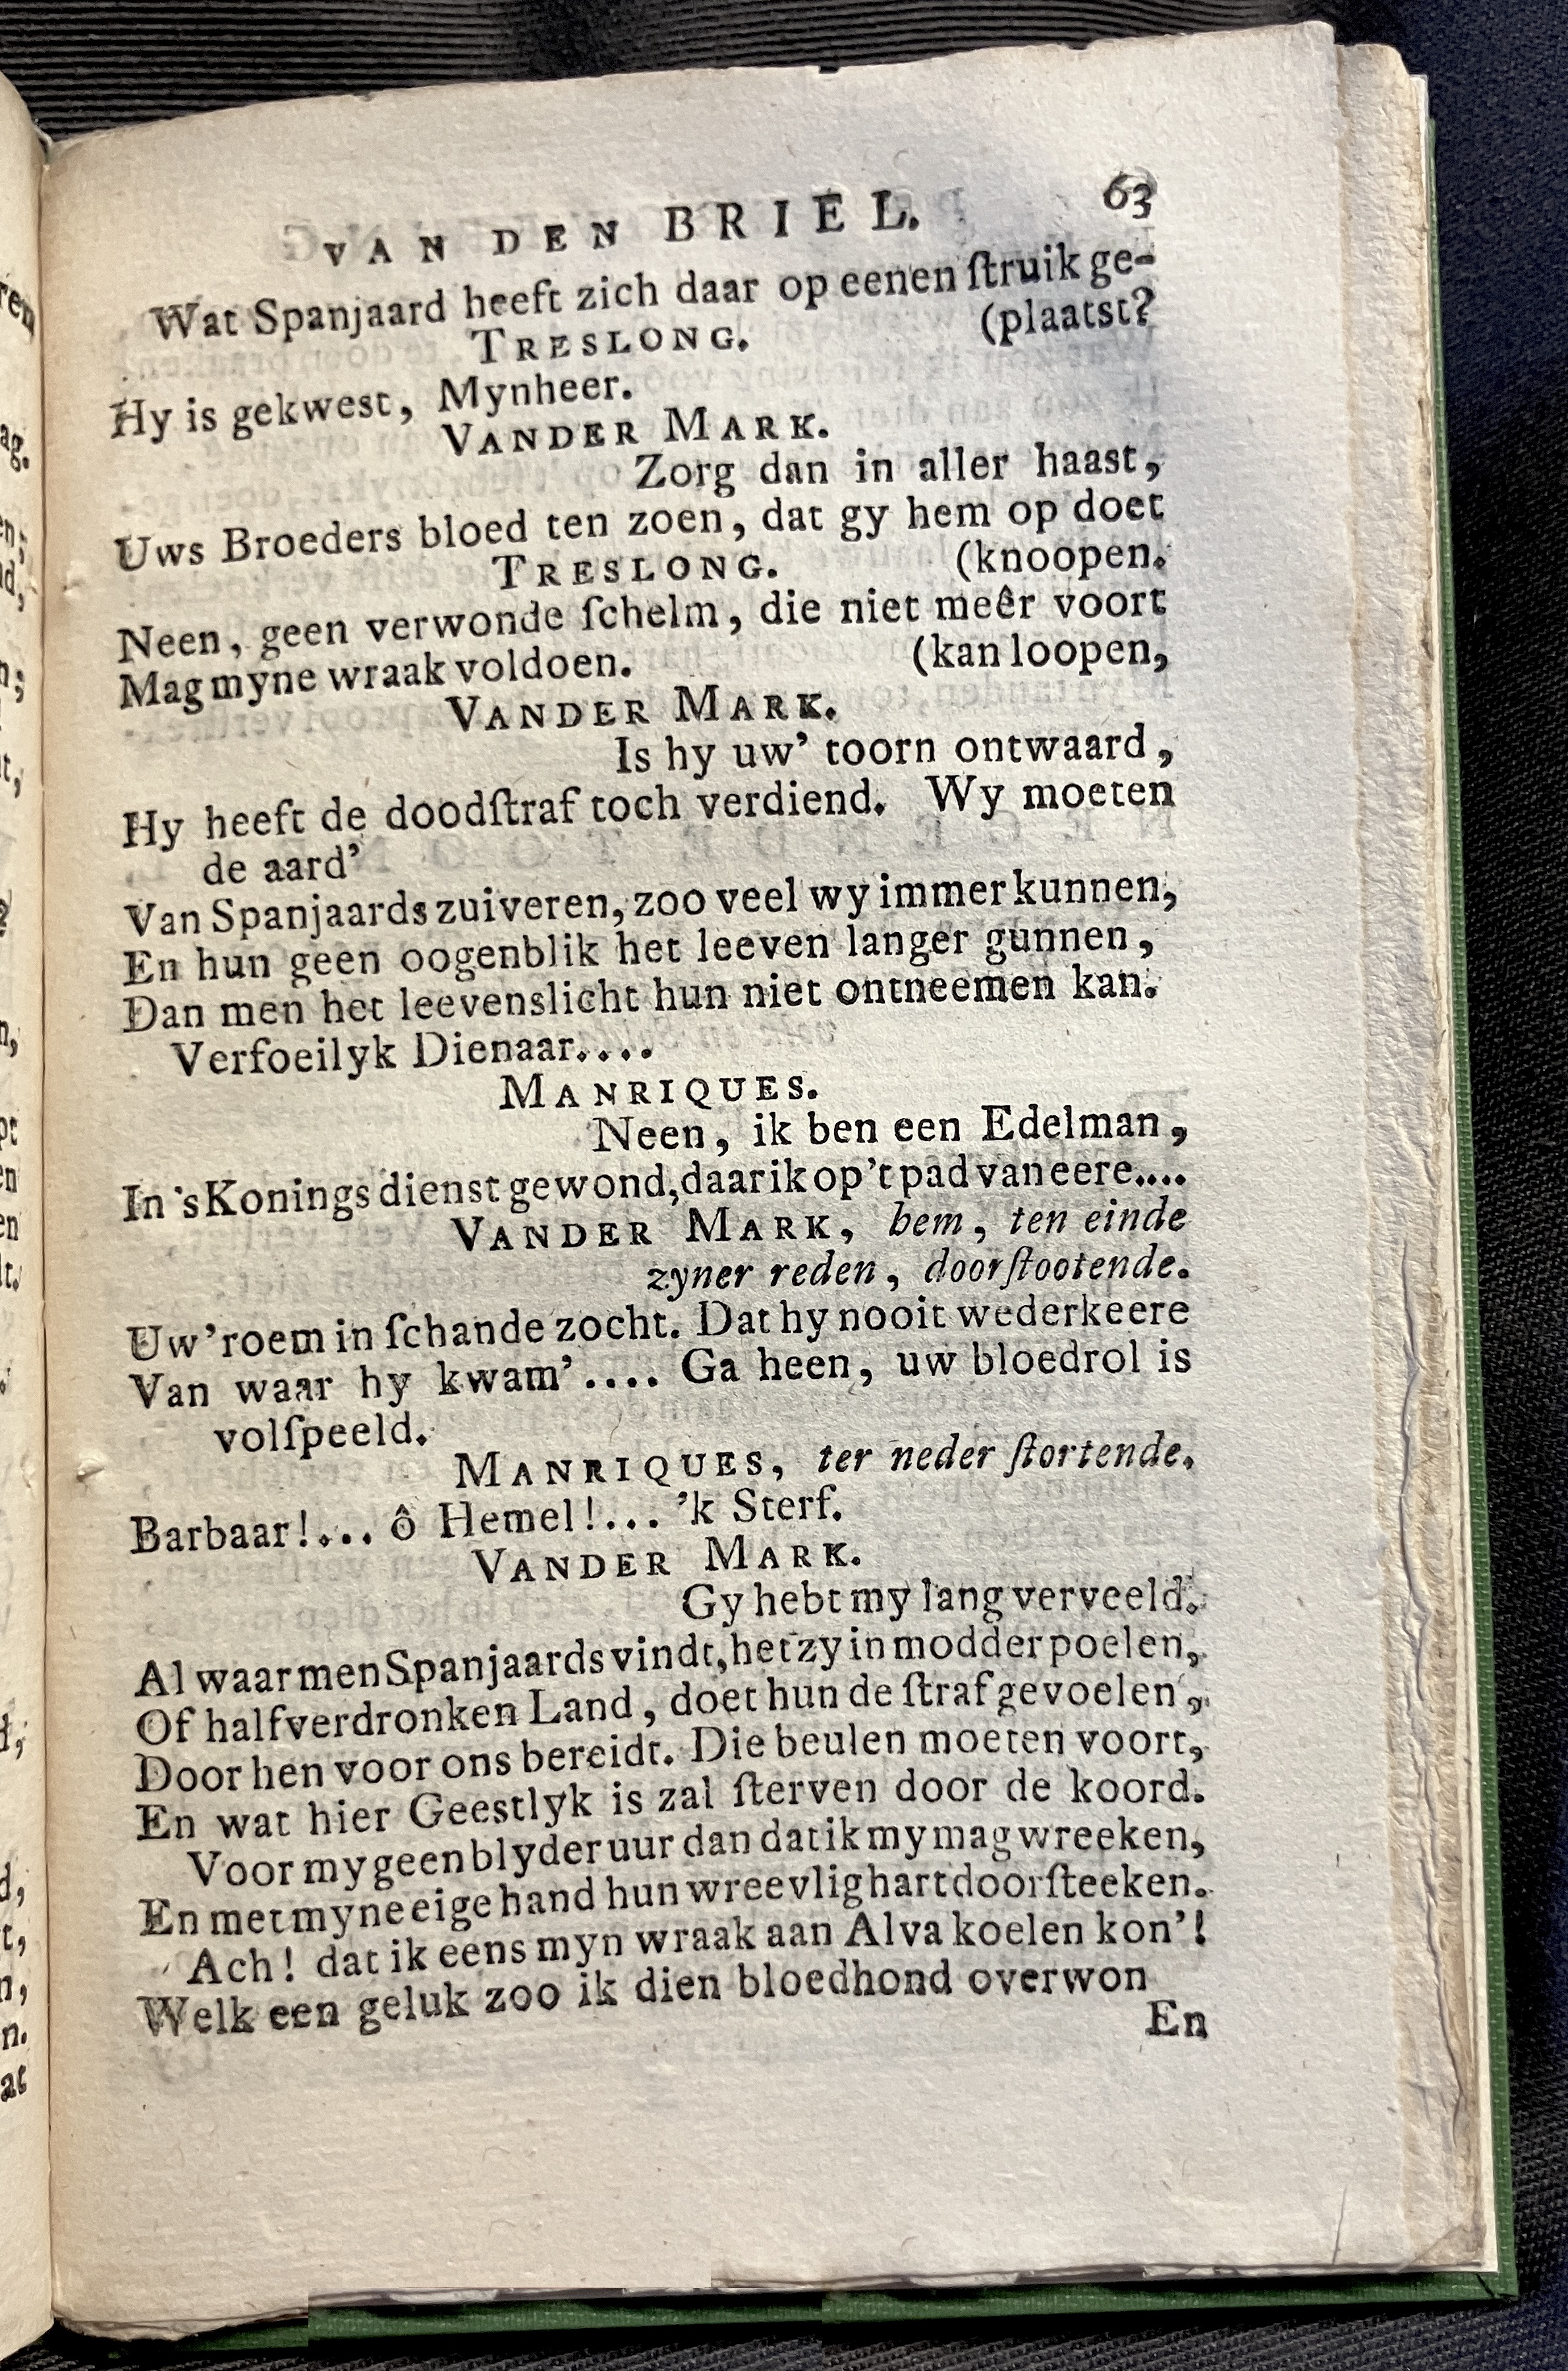 VAN DEN BRIEL. 63
Wat Spanjaard heeft zich daar op eenen ſtruik ge-
(plaatst?
TRESLONG.
Hy is gekwest, Mynheer.
VANDER MARK.
Zorg dan in aller haast,
Uws Broeders bloed ten zoen, dat gy hem op doet
(knoopen.
TRESLONG.
Neen, geen verwonde ſchelm, die niet meêr voort
(kan loopen,
Mag myne wraak voldoen.
VANDER MARK.
Is hy uw' toorn ontwaard,
Hy heeft de doodſtraf toch verdiend. Wy moeten
de aard'
Van Spanjaards zuiveren, zoo veel wy immer kunnen,
En hun geen oogenblik het leeven langer gunnen,
Dan men het leevenslicht hun niet ontneemen kan.
Verfoeilyk Dienaar....
MANRIQUES.
Neen, ik ben een Edelman,
In 's Konings dienst gewond, daar ik op 't pad van eere....
VANDER MARK, hem, ten einde
zyner reden, doorſtootende.
Uw' roem in ſchande zocht. Dat hy nooit wederkeere
Van waar hy kwam'.... Ga heen, uw bloedrol is
volſpeeld.
MANRIQUES, ter neder ſtortende.
Barbaar!... ô Hemel!... 'k Sterf.
VANDER MARK.
Gy hebt my lang verveeld.
Al waar men Spanjaards vindt, het zy in modderpoelen,
Of halfverdronken Land, doet hun de ſtraf gevoelen,
Door hen voor ons bereidt. Die beulen moeten voort,
En wat hier Geestlyk is zal ſterven door de koord.
Voor my geen blyder uur dan dat ik my mag wreeken,
En met myne eige hand hun wreevlig hart doorſteeken.
Ach! dat ik eens myn wraak aan Alva koelen kon'!
Welk een geluk zoo ik dien bloedhond overwon
En